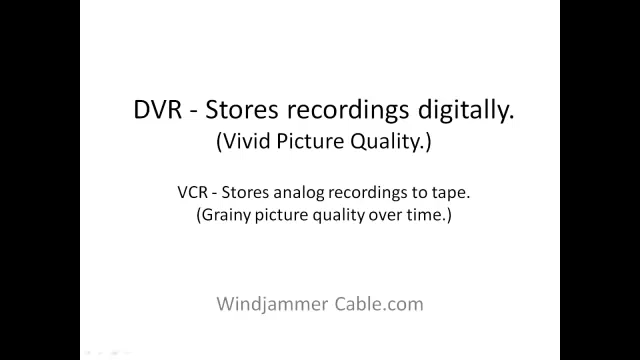 DVR - Stores recordings digitally.
(Vivid Picture Quality.)
VCR - Stores analog recordings to tape.
(Grainy picture quality over time.)
Windjammer Cable.com